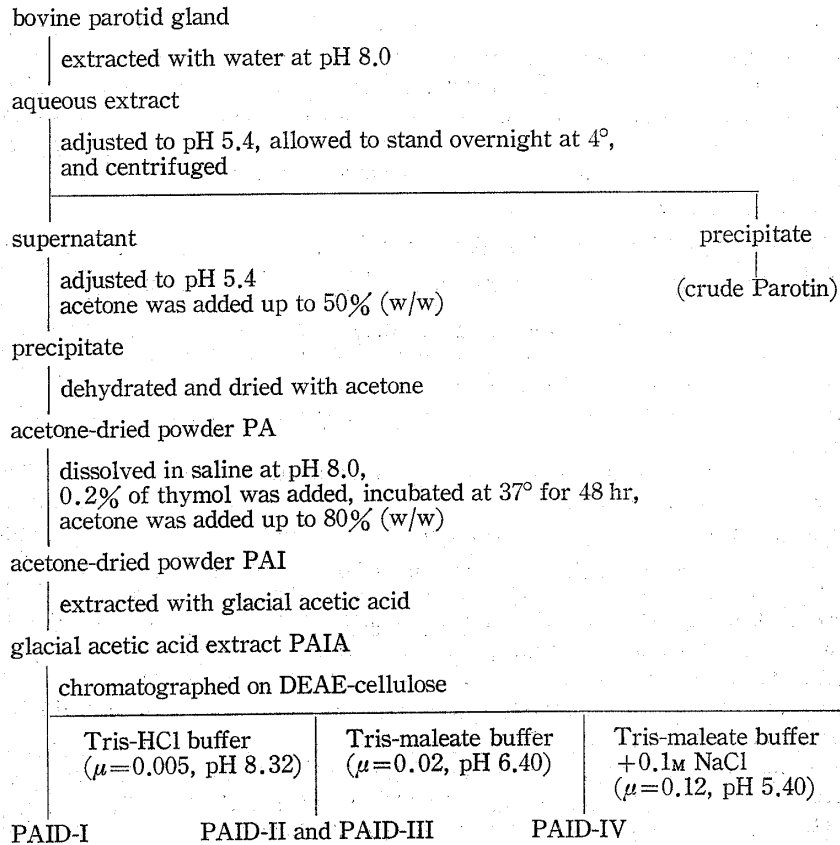 bovine parotid gland
extracted with water at pH 8.0
aqueous extract
adjusted to pH 5.4, allowed to stand overnight at 4°,
and centrifuged
supernatant
precipitate
adjusted to pH 5.4
acetone was added up to 50% (w/w)
(crude Parotin)
precipitate
dehydrated and dried with acetone
acetone-dried powder PA
dissolved in saline at pH 8.0,
0.2% of thymol was added, incubated at 37° for 48 hr,
acetone was added up to 80% (w/w)
acetone-dried powder PAI
extracted with glacial acetic acid
glacial acetic acid extract PAIA
chromatographed on DEAE-cellulose
Tris-HCl buffer
(μ=0.005, pH 8.32)
Tris-maleate buffer
(μ=0.02, pH 6.40)
Tris-maleate buffer
+0.1M NaCl
(μ=0.12, pH 5.40)
PAID-I
PAID-II and PAID-III
PAID-IV